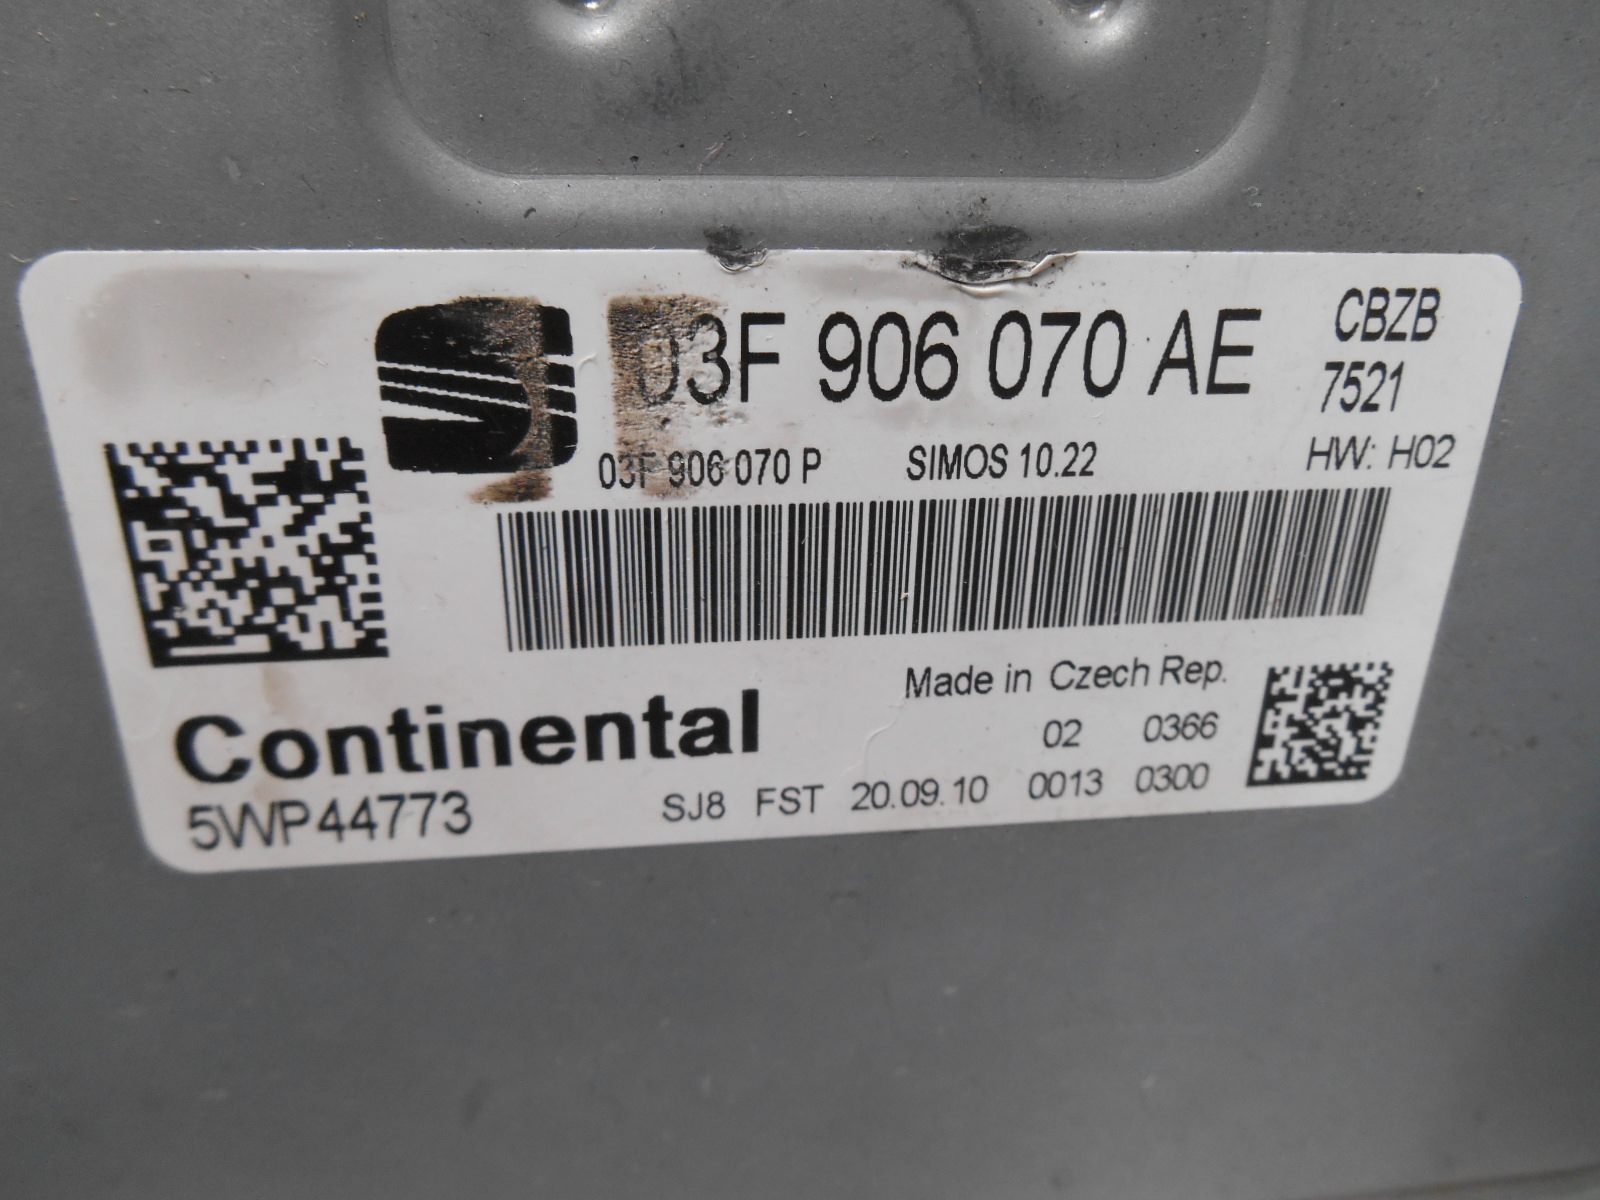 03F 906 070 AE CBZB
7521
03F 906 070 P SIMOS 10.22 HW: H02
Made in Czech Rep.
Continental 02 0366
5WP44773 SJ8 FST 20.09.10 0013 0300